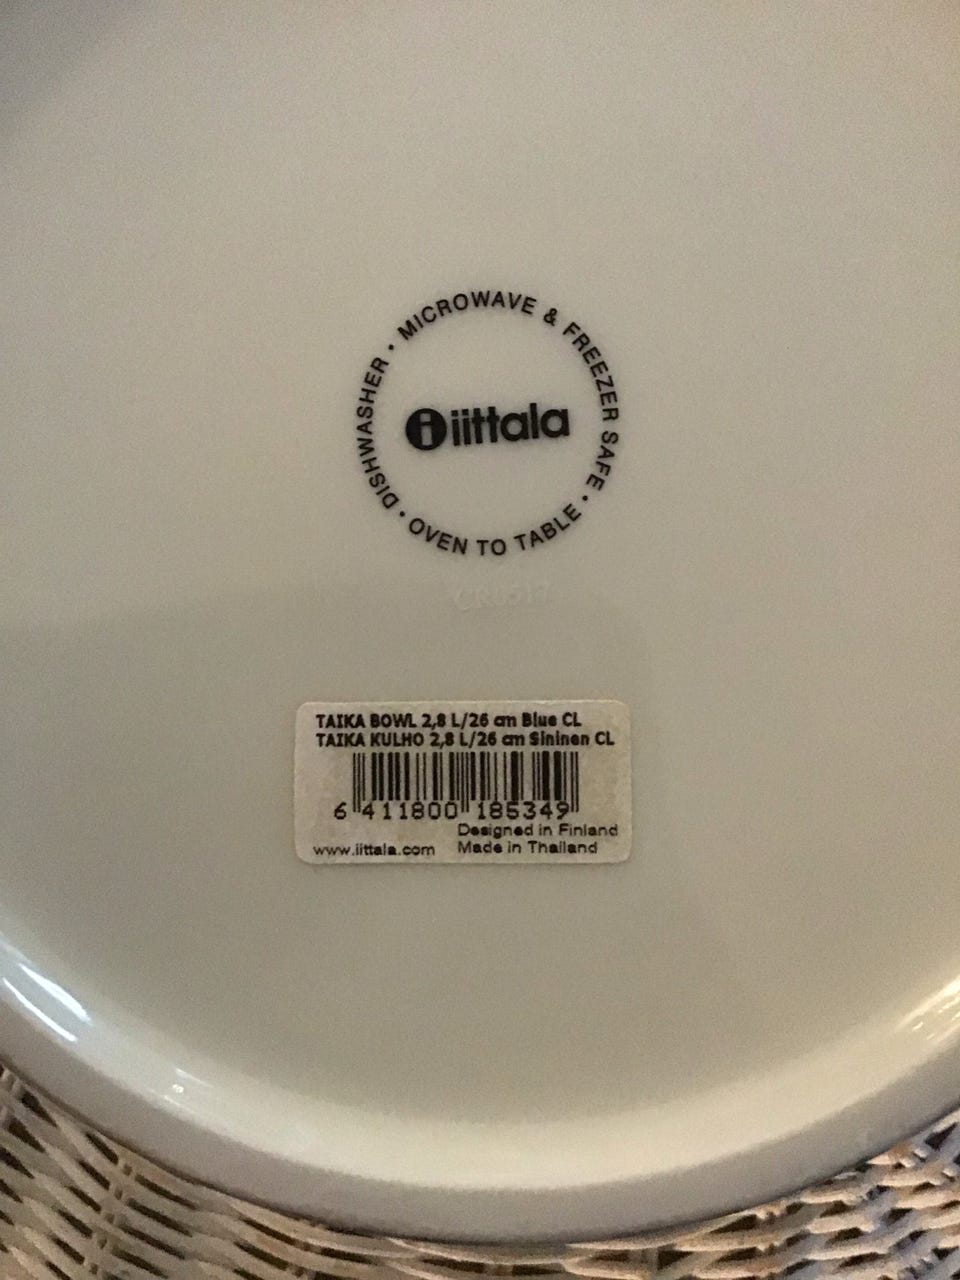 DISHWASHER • MICROWAVE & FREEZER SAFE • OVEN TO TABLE •
iittala
TAIKA BOWL 2,8 L/26 cm Blue CL
TAIKA KULHO 2,8 L/26 cm Sininen CL
6 411800 185349
Designed in Finland
www.iittala.com Made in Thailand